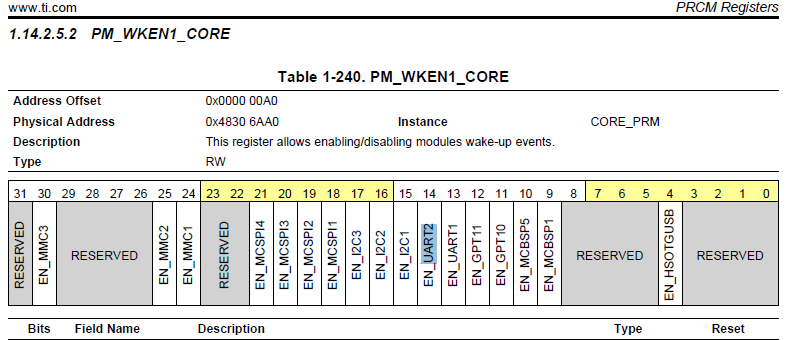 www.ti.com PRCM Registers
1.14.2.5.2 PM_WKEN1_CORE
Table 1-240. PM_WKEN1_CORE
Address Offset 0x0000 00A0
Physical Address 0x4830 6AA0 Instance CORE_PRM
Description This register allows enabling/disabling modules wake-up events.
Type RW
31 30 29 28 27 26 25 24 23 22 21 20 19 18 17 16 15 14 13 12 11 10 9 8 7 6 5 4 3 2 1 0
RESERVED EN_MMC3 RESERVED EN_MMC2 EN_MMC1 RESERVED EN_MCSPI4 EN_MCSPI3 EN_MCSPI2 EN_MCSPI1 EN_I2C3 EN_I2C2 EN_I2C1 EN_UART2 EN_UART1 EN_GPT11 EN_GPT10 EN_MCBSP5 EN_MCBSP1 RESERVED EN_HSOTGUSB RESERVED
Bits Field Name Description Type Reset